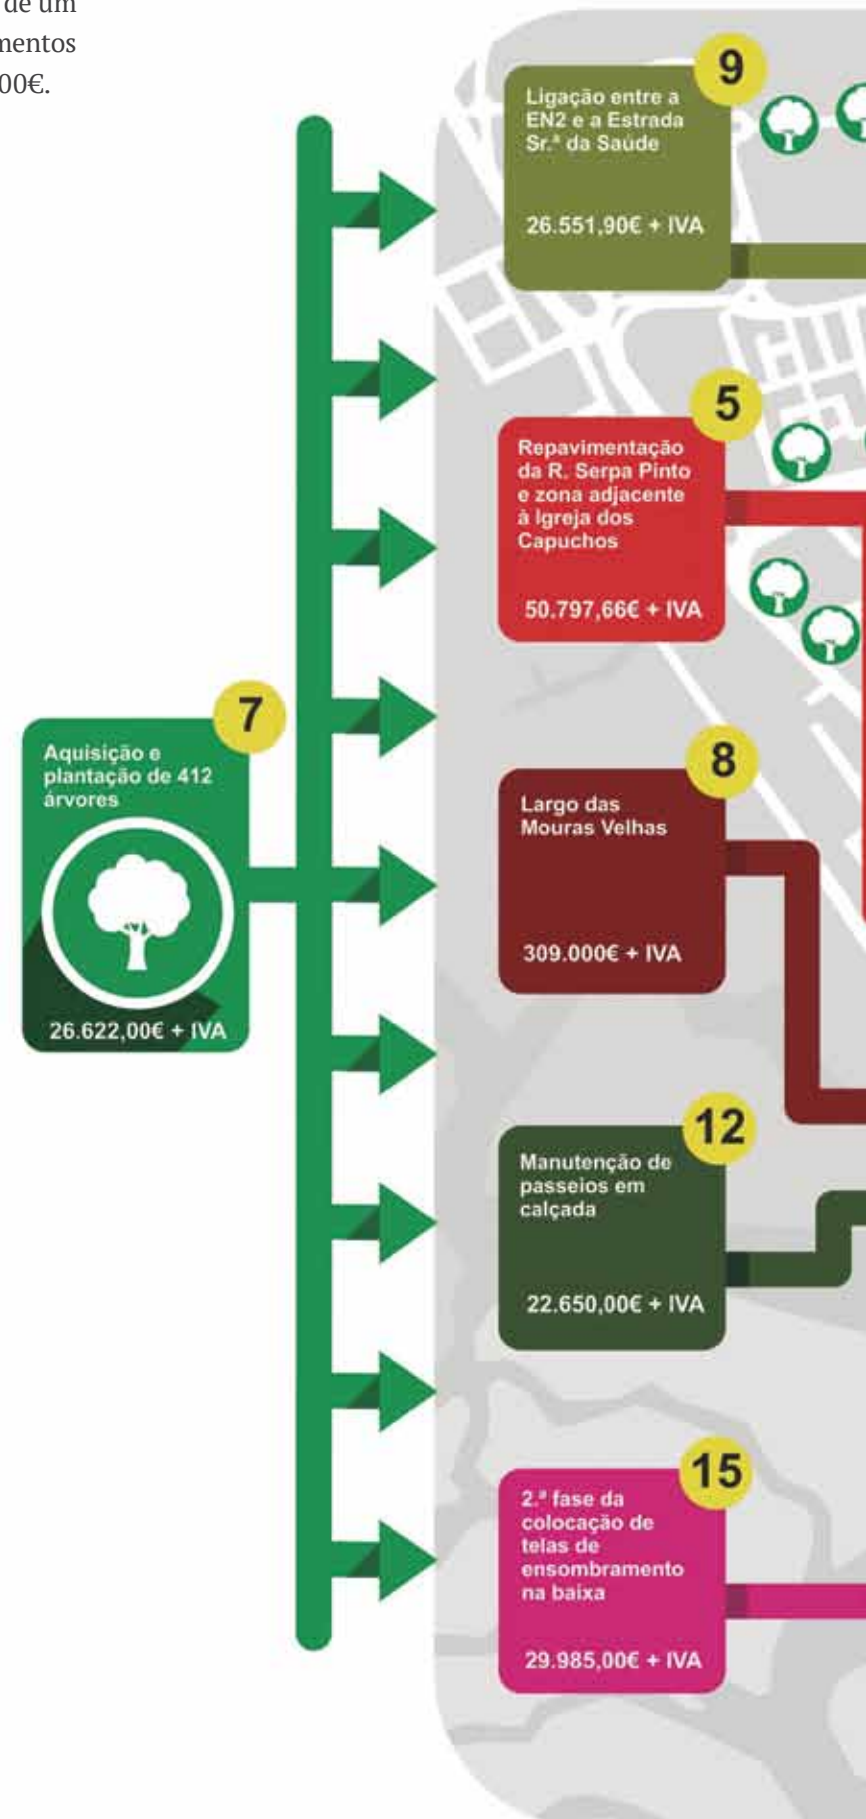 de um
00€.
9
Ligação entre a
EN2 e a Estrada
Sr.ª da Saúde
26.551,90€ + IVA
5
Repavimentação
da R. Serpa Pinto
e zona adjacente
à Igreja dos
Capuchos
50.797,66€ + IVA
7
Aquisição e
plantação de 412
árvores
26.622,00€ + IVA
8
Largo das
Mouras Velhas
309.000€ + IVA
12
Manutenção de
passeios em
calçada
22.650,00€ + IVA
15
2.ª fase da
colocação de
telas de
ensombramento
na baixa
29.985,00€ + IVA